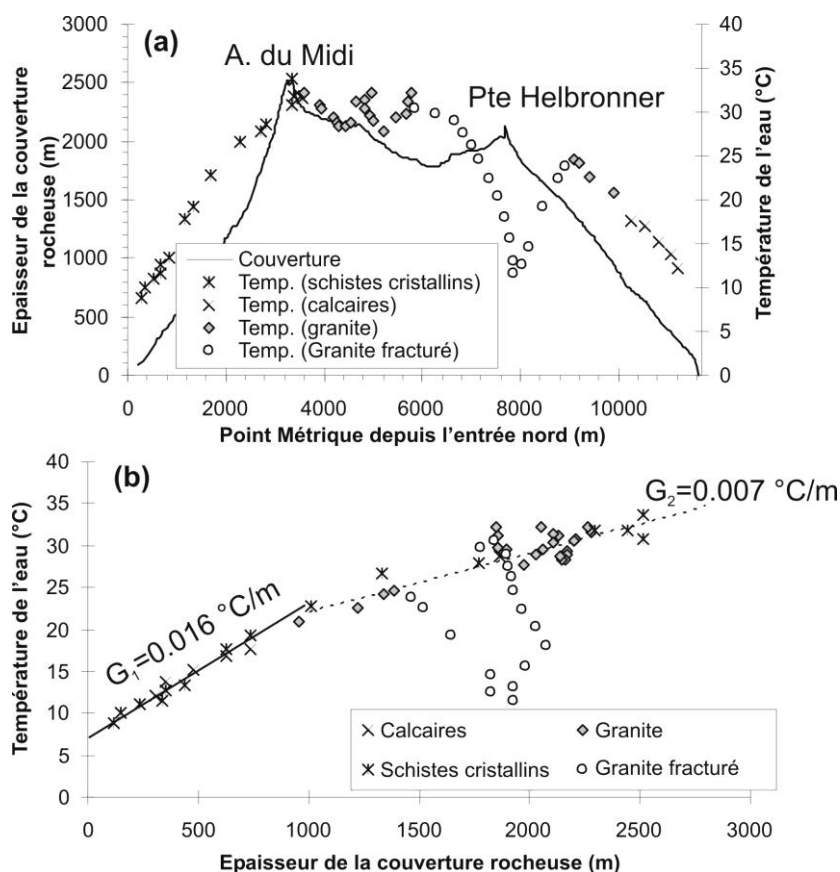 (a)
A. du Midi
Pte Helbronner
Epaisseur de la couverture
rocheuse (m)
3000
2500
2000
1500
1000
500
0
Température de l'eau (°C)
40
35
30
25
20
15
10
5
0
Couverture
Temp. (schistes cristallins)
Temp. (calcaires)
Temp. (granite)
Temp. (Granite fracturé)
0 2000 4000 6000 8000 10000
Point Métrique depuis l'entrée nord (m)
(b)
Température de l'eau (°C)
40
35
30
25
20
15
10
5
0
G1=0.016 °C/m
G2=0.007 °C/m
Calcaires
Granite
Schistes cristallins
Granite fracturé
0 500 1000 1500 2000 2500 3000
Epaisseur de la couverture rocheuse (m)